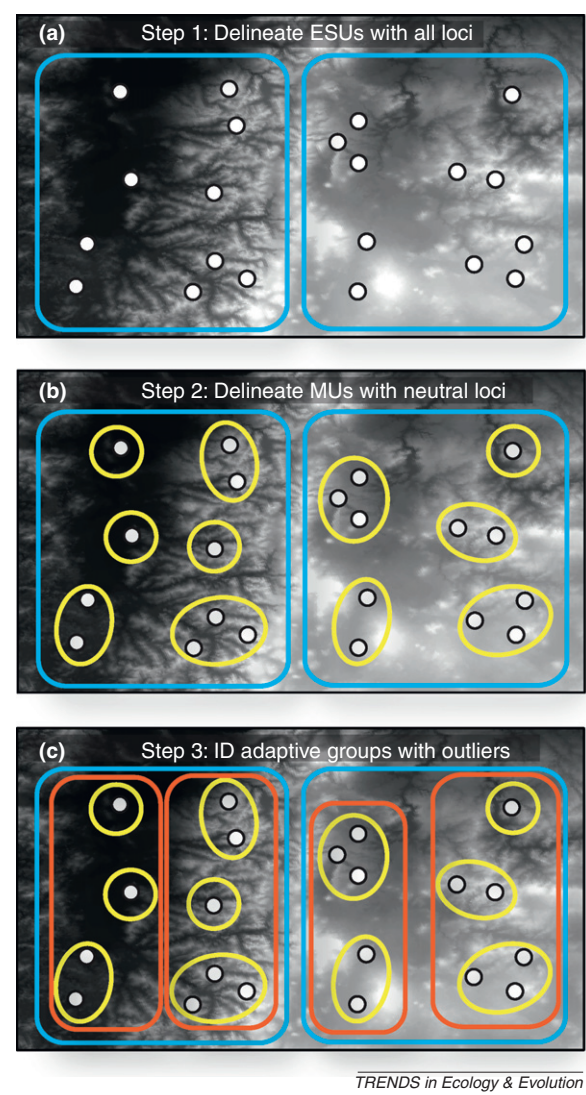 (a) Step 1: Delineate ESUs with all loci
(b) Step 2: Delineate MUs with neutral loci
(c) Step 3: ID adaptive groups with outliers
TRENDS in Ecology & Evolution